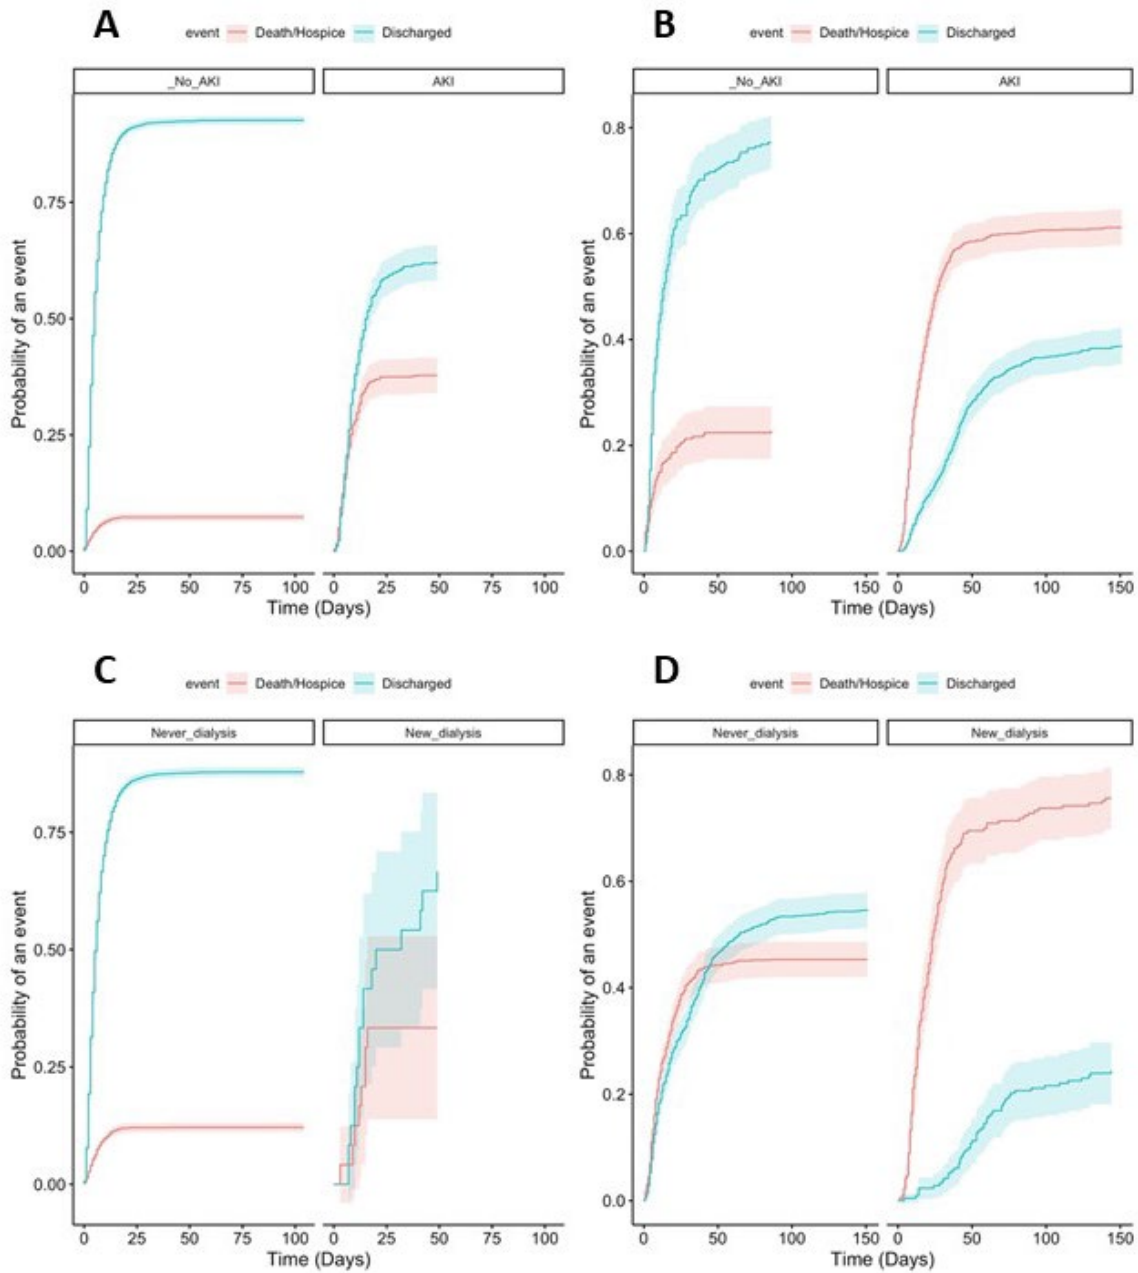 A
event Death/Hospice Discharged
_No_AKI AKI
0.75
0.50
0.25
0.00
Probability of an event
0 25 50 75 100 0 25 50 75 100
Time (Days)
B
event Death/Hospice Discharged
_No_AKI AKI
0.8
0.6
0.4
0.2
0.0
Probability of an event
0 50 100 150 0 50 100 150
Time (Days)
C
event Death/Hospice Discharged
Never_dialysis New_dialysis
0.75
0.50
0.25
0.00
Probability of an event
0 25 50 75 100 0 25 50 75 100
Time (Days)
D
event Death/Hospice Discharged
Never_dialysis New_dialysis
0.8
0.6
0.4
0.2
0.0
Probability of an event
0 50 100 150 0 50 100 150
Time (Days)